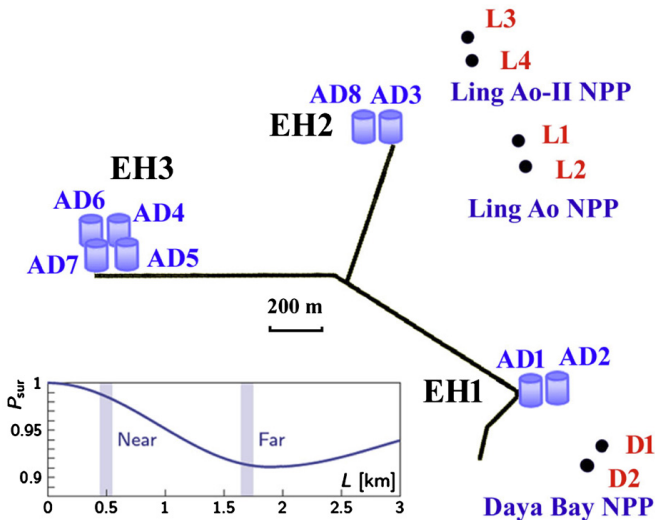 L3
L4
Ling Ao-II NPP
AD8 AD3
EH2
L1
L2
Ling Ao NPP
EH3
AD6
AD4
AD7
AD5
200 m
AD1
AD2
EH1
D1
D2
Daya Bay NPP
P_sur
1
0.95
0.9
Near
Far
L [km]
0
0.5
1
1.5
2
2.5
3